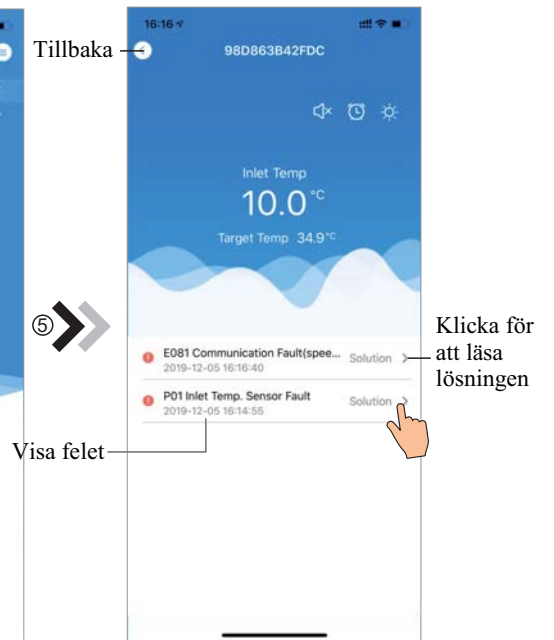 16:16
Tillbaka
98D863B42FDC
Inlet Temp
10.0 °C
Target Temp 34.9°C
⑤
E081 Communication Fault(spee...
2019-12-05 16:16:40
Solution
Klicka för
att läsa
lösningen
P01 Inlet Temp. Sensor Fault
2019-12-05 16:14:55
Solution
Visa felet